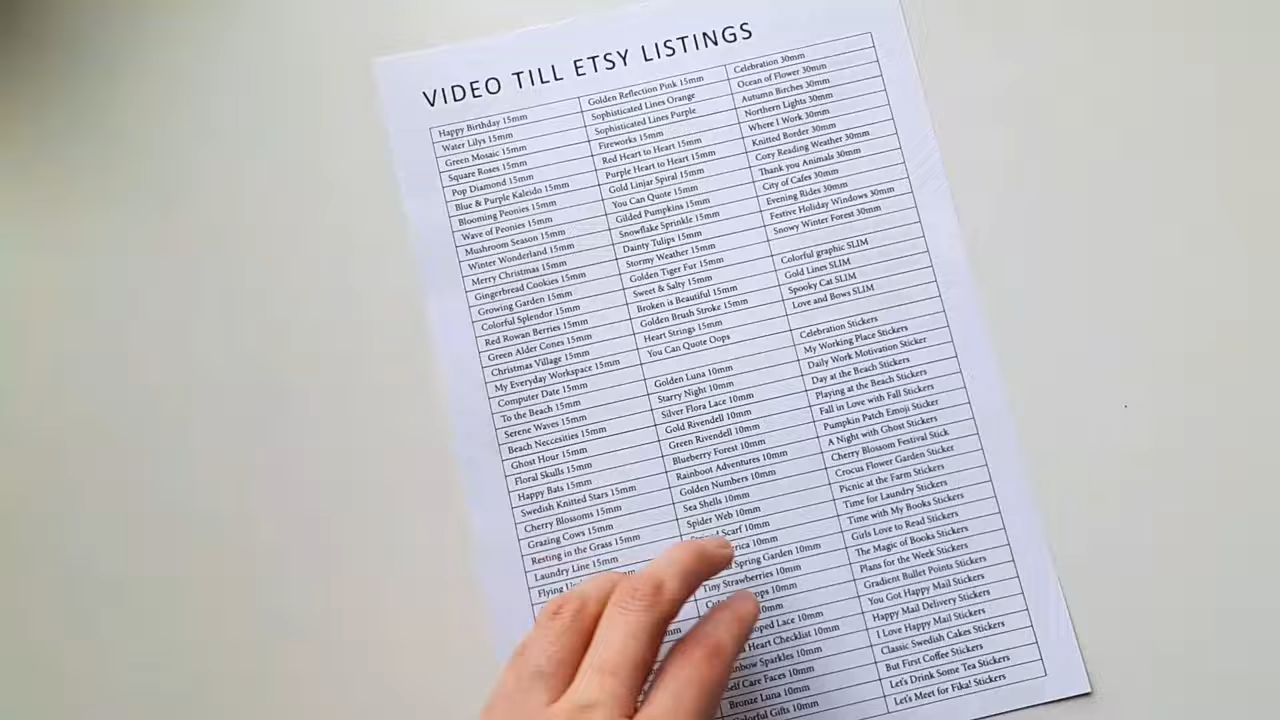 VIDEO TILL ETSY LISTINGS
Happy Birthday 15mm
Water Lilys 15mm
Green Mosaic 15mm
Square Roses 15mm
Pop Diamond 15mm
Blue & Purple Kaleido 15mm
Blooming Peonies 15mm
Wave of Peonies 15mm
Mushroom Season 15mm
Winter Wonderland 15mm
Merry Christmas 15mm
Gingerbread Cookies 15mm
Growing Garden 15mm
Colorful Splendor 15mm
Red Rowan Berries 15mm
Green Alder Cones 15mm
Christmas Village 15mm
My Everyday Workspace 15mm
Computer Date 15mm
To the Beach 15mm
Serene Waves 15mm
Beach Neccesities 15mm
Ghost Hour 15mm
Floral Skulls 15mm
Happy Bats 15mm
Swedish Knitted Stars 15mm
Cherry Blossoms 15mm
Grazing Cows 15mm
Resting in the Grass 15mm
Laundry Line 15mm
Flying
Golden Reflection Pink 15mm
Sophisticated Lines Orange
Sophisticated Lines Purple
Fireworks 15mm
Red Heart to Heart 15mm
Purple Heart to Heart 15mm
Gold Linjar Spiral 15mm
You Can Quote 15mm
Gilded Pumpkins 15mm
Snowflake Sprinkle 15mm
Dainty Tulips 15mm
Stormy Weather 15mm
Golden Tiger Fur 15mm
Sweet & Salty 15mm
Broken is Beautiful 15mm
Golden Brush Stroke 15mm
Heart Strings 15mm
You Can Quote Oops
Golden Luna 10mm
Starry Night 10mm
Silver Flora Lace 10mm
Gold Rivendell 10mm
Green Rivendell 10mm
Blueberry Forest 10mm
Rainboot Adventures 10mm
Golden Numbers 10mm
Sea Shells 10mm
Spider Web 10mm
Scarf 10mm
10mm
Spring Garden 10mm
Tiny Strawberries 10mm
10mm
10mm
Lace 10mm
Heart Checklist 10mm
Sparkles 10mm
Self Care Faces 10mm
Bronze Luna 10mm
Colorful Gifts 10mm
Celebration 30mm
Ocean of Flower 30mm
Autumn Birches 30mm
Northern Lights 30mm
Where I Work 30mm
Knitted Border 30mm
Cozy Reading Weather 30mm
Thank you Animals 30mm
City of Cafes 30mm
Evening Rides 30mm
Festive Holiday Windows 30mm
Snowy Winter Forest 30mm
Colorful graphic SLIM
Gold Lines SLIM
Spooky Cat SLIM
Love and Bows SLIM
Celebration Stickers
My Working Place Stickers
Daily Work Motivation Sticker
Day at the Beach Stickers
Playing at the Beach Stickers
Fall in Love with Fall Stickers
Pumpkin Patch Emoji Sticker
A Night with Ghost Stickers
Cherry Blossom Festival Stick
Crocus Flower Garden Sticker
Picnic at the Farm Stickers
Time for Laundry Stickers
Time with My Books Stickers
Girls Love to Read Stickers
The Magic of Books Stickers
Plans for the Week Stickers
Gradient Bullet Points Stickers
You Got Happy Mail Stickers
Happy Mail Delivery Stickers
I Love Happy Mail Stickers
Classic Swedish Cakes Stickers
But First Coffee Stickers
Let's Drink Some Tea Stickers
Let's Meet for Fika! Stickers